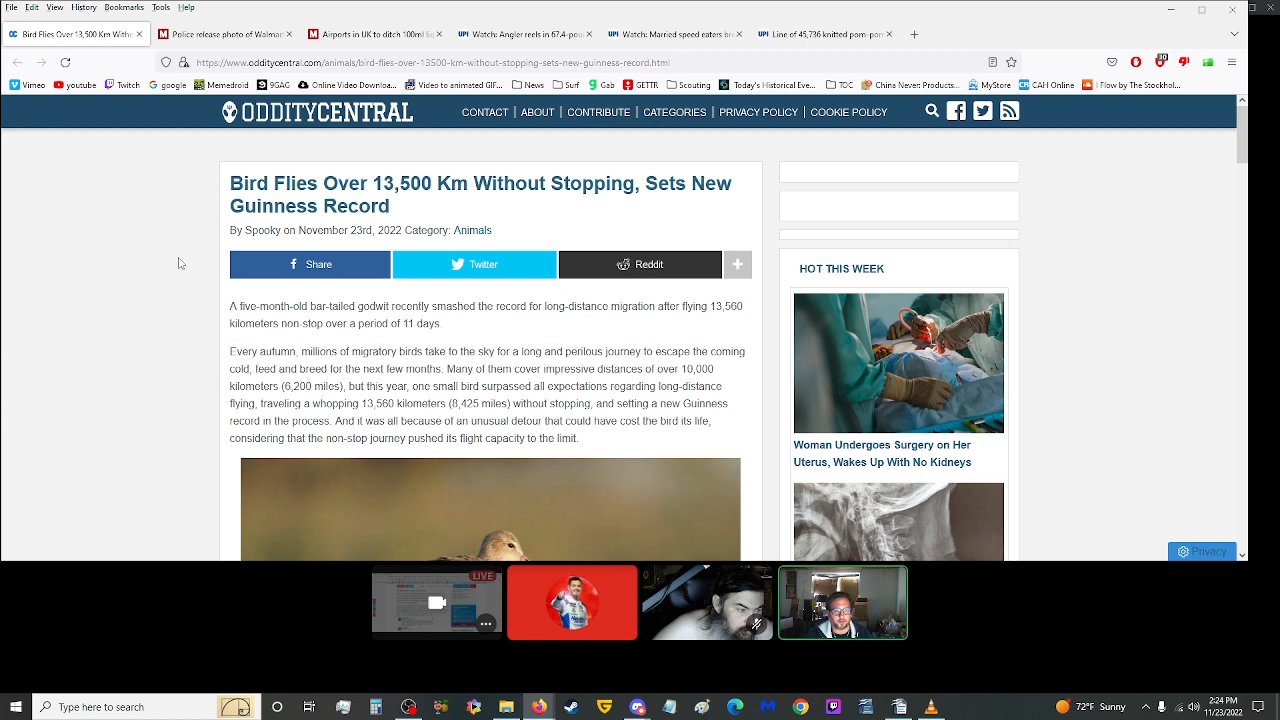 File Edit View History Bookmarks Tools Help
Bird Flies Over 13,500 Km Witho
Police release photo of Walmart
Airports in UK to ditch 100ml liq
UPI Watch: Angler reels in 67.4-pou
UPI Watch: Married speed eaters bre
UPI Line of 45,736 knitted pom-pon
https://www.odditycentral.com/animals/bird-flies-over-13500-km-without-stopping-sets-new-guinness-record.html
Vimeo youtube Twitch google Memedroid 9GAG Online Video Downloa... Video to animated GIF... News Surf Gab GETTR Scouting Today's Historical Eve... TOC China Never: Products... MyStore CAH Online I Flow by The Stockhol...
ODDITYCENTRAL
CONTACT | ABOUT | CONTRIBUTE | CATEGORIES | PRIVACY POLICY | COOKIE POLICY
Bird Flies Over 13,500 Km Without Stopping, Sets New
Guinness Record
By Spooky on November 23rd, 2022 Category: Animals
Share
Twitter
Reddit
A five-month-old bar-tailed godwit recently smashed the record for long-distance migration after flying 13,560
kilometers non-stop over a period of 11 days.
Every autumn, millions of migratory birds take to the sky for a long and perilous journey to escape the coming
cold, feed and breed for the next few months. Many of them cover impressive distances of over 10,000
kilometers (6,200 miles), but this year, one small bird surpassed all expectations regarding long-distance
flying, traveling a whopping 13,560 kilometers (8,425 miles) without stopping, and setting a new Guinness
record in the process. And it was all because of an unusual detour that could have cost the bird its life,
considering that the non-stop journey pushed its flight capacity to the limit.
HOT THIS WEEK
Woman Undergoes Surgery on Her
Uterus, Wakes Up With No Kidneys
Privacy
LIVE
Type here to search
72°F Sunny
2:24 PM
11/23/2022